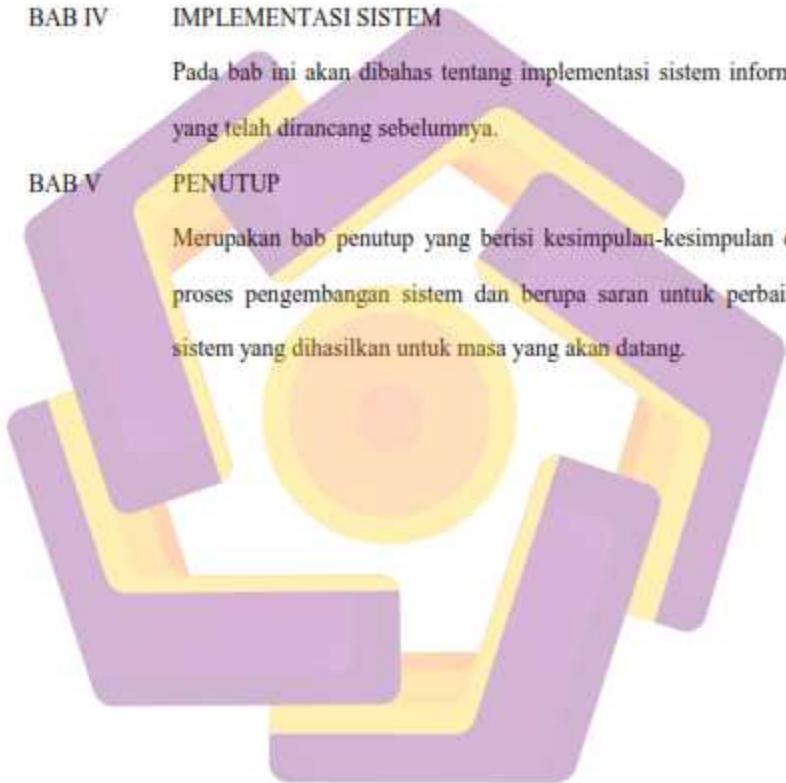 BAB IV IMPLEMENTASI SISTEM
Pada bab ini akan dibahas tentang implementasi sistem
yang telah dirancang sebelumnya.
BAB V PENUTUP
Merupakan bab penutup yang berisi kesimpulan-kesimpulan
proses pengembangan sistem dan berupa saran untuk
sistem yang dihasilkan untuk masa yang akan datang.